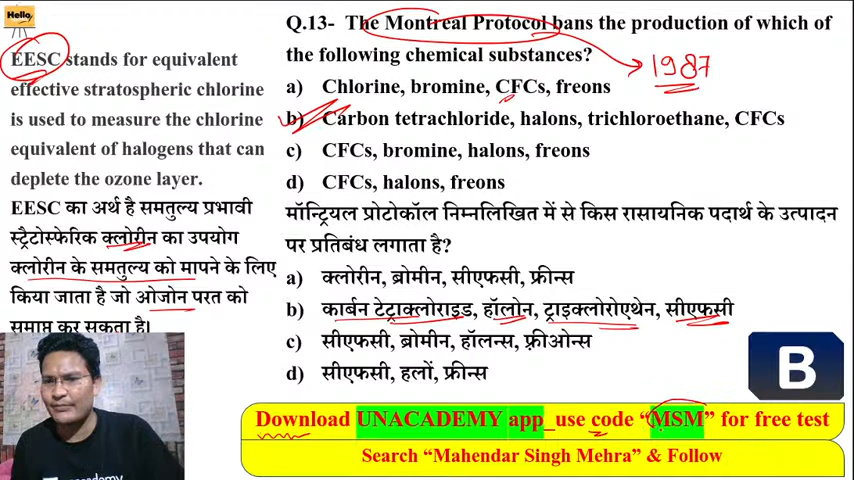 Hello
EESC stands for equivalent
effective stratospheric chlorine
is used to measure the chlorine
equivalent of halogens that can
deplete the ozone layer.
EESC का अर्थ है समतुल्य प्रभावी
स्ट्रैटोस्फेरिक क्लोरीन का उपयोग
क्लोरीन के समतुल्य को मापने के लिए
किया जाता है जो ओजोन परत को
समाप्त कर सकता है।
Q.13- The Montreal Protocol bans the production of which of
the following chemical substances?
1987
a) Chlorine, bromine, CFCs, freons
b) Carbon tetrachloride, halons, trichloroethane, CFCs
c) CFCs, bromine, halons, freons
d) CFCs, halons, freons
मॉन्ट्रियल प्रोटोकॉल निम्नलिखित में से किस रासायनिक पदार्थ के उत्पादन
पर प्रतिबंध लगाता है?
a) क्लोरीन, ब्रोमीन, सीएफसी, फ्रीन्स
b) कार्बन टेट्राक्लोराइड, हॉलोन, ट्राइक्लोरोएथेन, सीएफसी
c) सीएफसी, ब्रोमीन, हॉलन्स, फ़्रीओन्स
d) सीएफसी, हलों, फ्रीन्स
B
Download UNACADEMY app_use code “MSM” for free test
Search “Mahendar Singh Mehra” & Follow